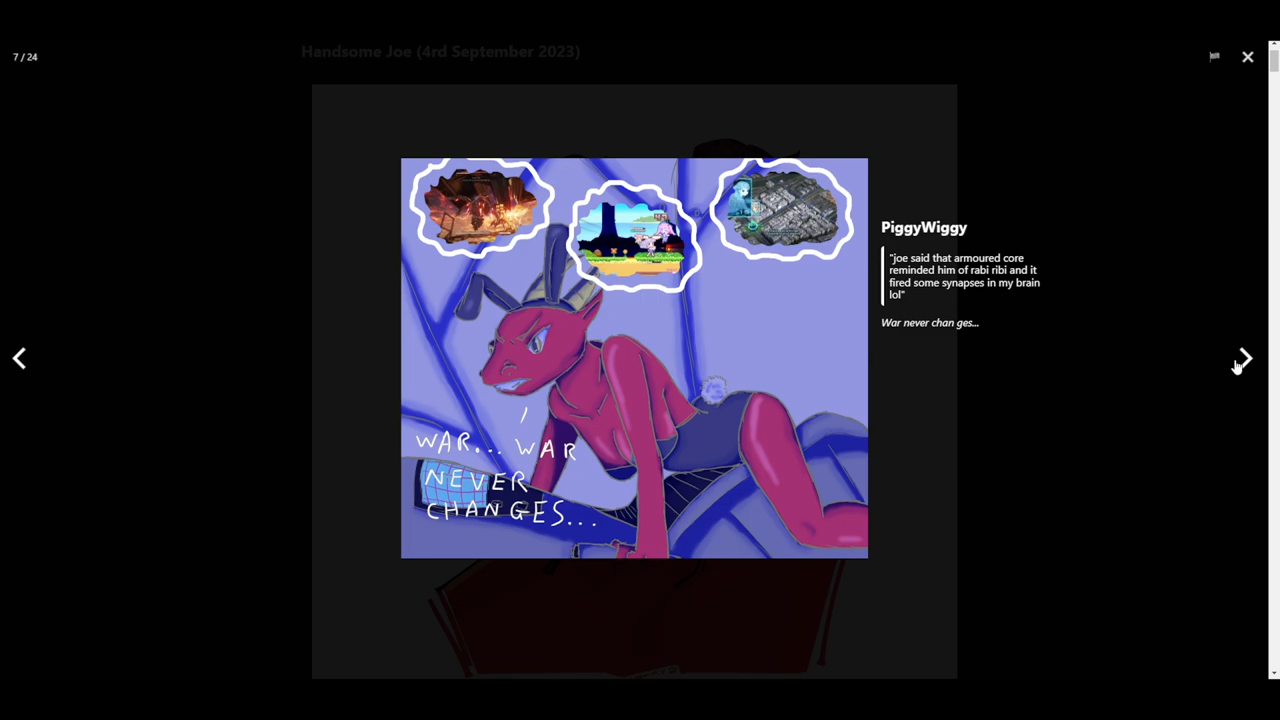 Handsome Joe (4rd September 2023)
7 / 24
PiggyWiggy
"joe said that armoured core
reminded him of rabi ribi and it
fired some synapses in my brain
lol"
War never chan ges...
WAR... WAR
NEVER
CHANGES...